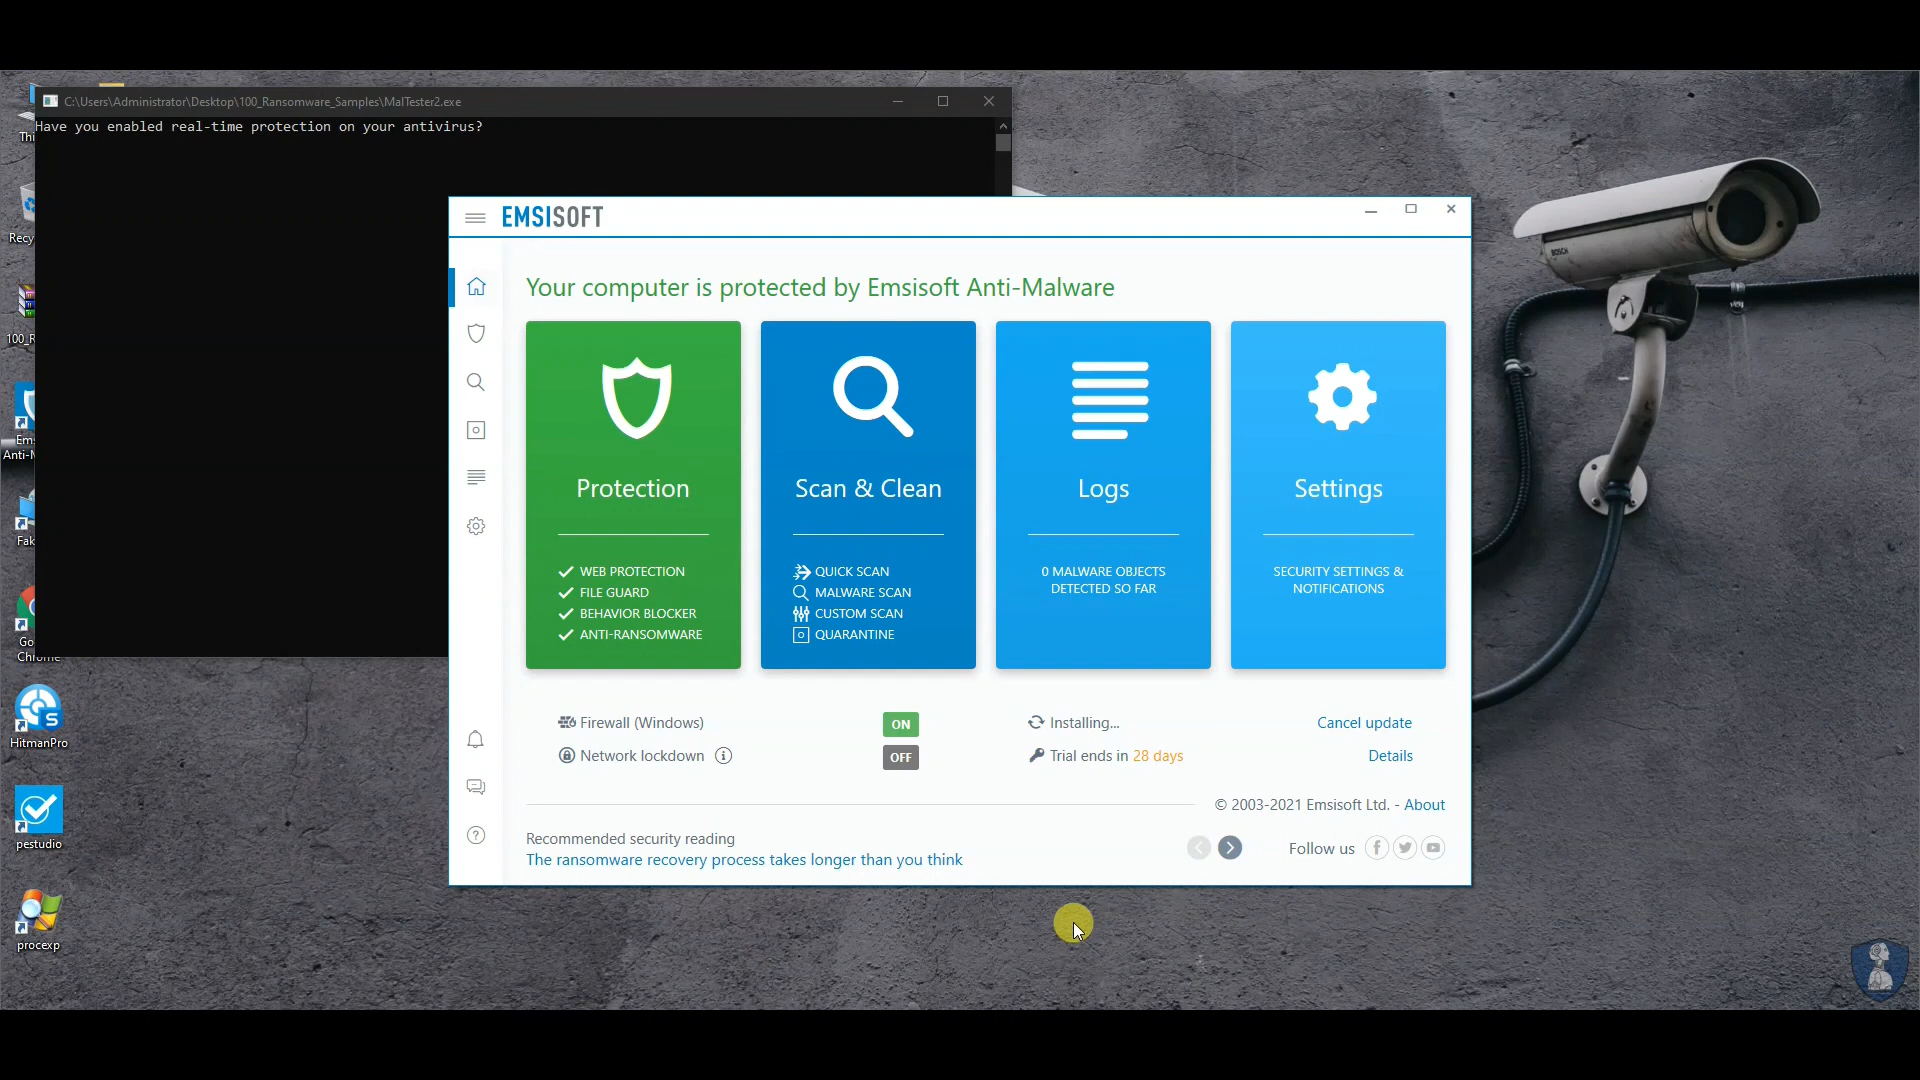 C:\Users\Administrator\Desktop\100_Ransomware_Samples\MalTester2.exe
Have you enabled real-time protection on your antivirus?
EMSISOFT
Your computer is protected by Emsisoft Anti-Malware
Protection
WEB PROTECTION
FILE GUARD
BEHAVIOR BLOCKER
ANTI-RANSOMWARE
Scan & Clean
QUICK SCAN
MALWARE SCAN
CUSTOM SCAN
QUARANTINE
Logs
0 MALWARE OBJECTS
DETECTED SO FAR
Settings
SECURITY SETTINGS &
NOTIFICATIONS
Firewall (Windows) ON
Network lockdown OFF
Installing... Cancel update
Trial ends in 28 days Details
© 2003-2021 Emsisoft Ltd. - About
Recommended security reading
The ransomware recovery process takes longer than you think
Follow us
Chrome
HitmanPro
pestudio
procexp
BOSCH